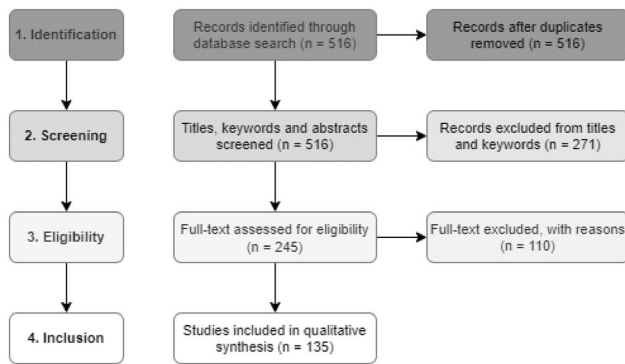 1. Identification
Records identified through
database search (n = 516)
Records after duplicates
removed (n = 516)
2. Screening
Titles, keywords and abstracts
screened (n = 516)
Records excluded from titles
and keywords (n = 271)
3. Eligibility
Full-text assessed for eligibility
(n = 245)
Full-text excluded, with reasons
(n = 110)
4. Inclusion
Studies included in qualitative
synthesis (n = 135)